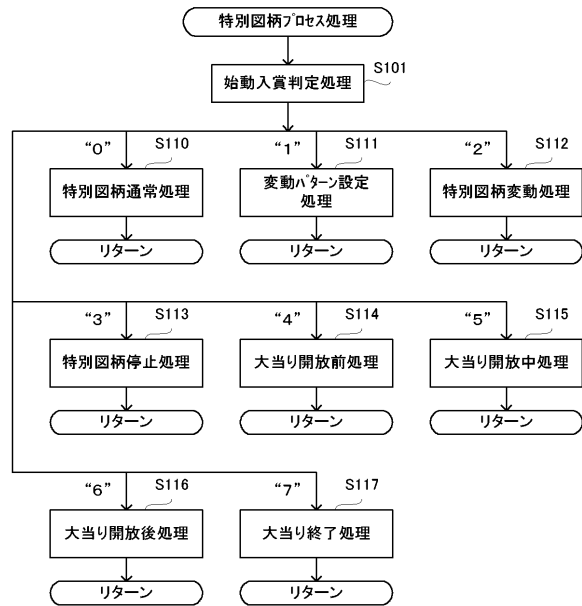 特別図柄プロセス処理
S101
始動入賞判定処理
“0” S110 “1” S111 “2” S112
特別図柄通常処理
変動パターン設定
処理
特別図柄変動処理
リターン リターン リターン
“3” S113 “4” S114 “5” S115
特別図柄停止処理 大当り開放前処理 大当り開放中処理
リターン リターン リターン
“6” S116 “7” S117
大当り開放後処理 大当り終了処理
リターン リターン